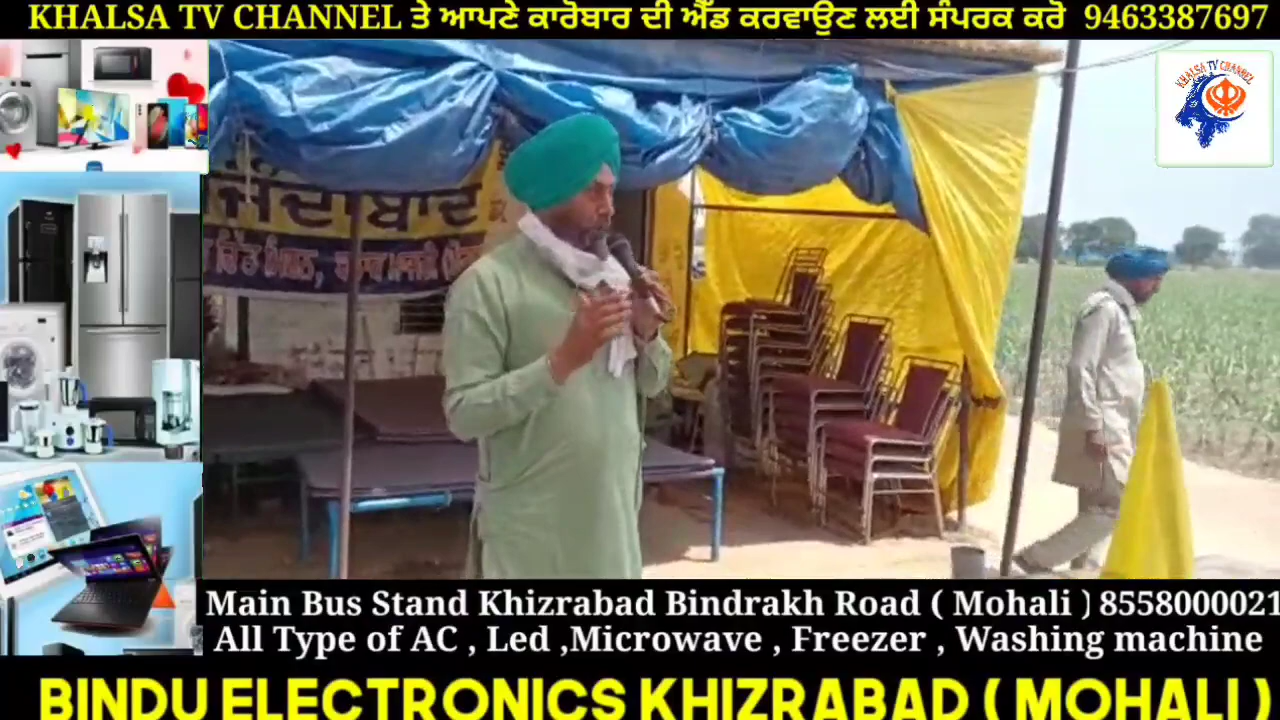 KHALSA TV CHANNEL ਤੇ ਆਪਣੇ ਕਾਰੋਬਾਰ ਦੀ ਐਂਡ ਕਰਵਾਉਣ ਲਈ ਸੰਪਰਕ ਕਰੋ 9463387697
KHALSA TV CHANNEL
ਜ਼ਿੰਦਾਬਾਦ
Main Bus Stand Khizrabad Bindrakh Road ( Mohali ) 8558000021
All Type of AC , Led ,Microwave , Freezer , Washing machine
BINDU ELECTRONICS KHIZRABAD ( MOHALI )